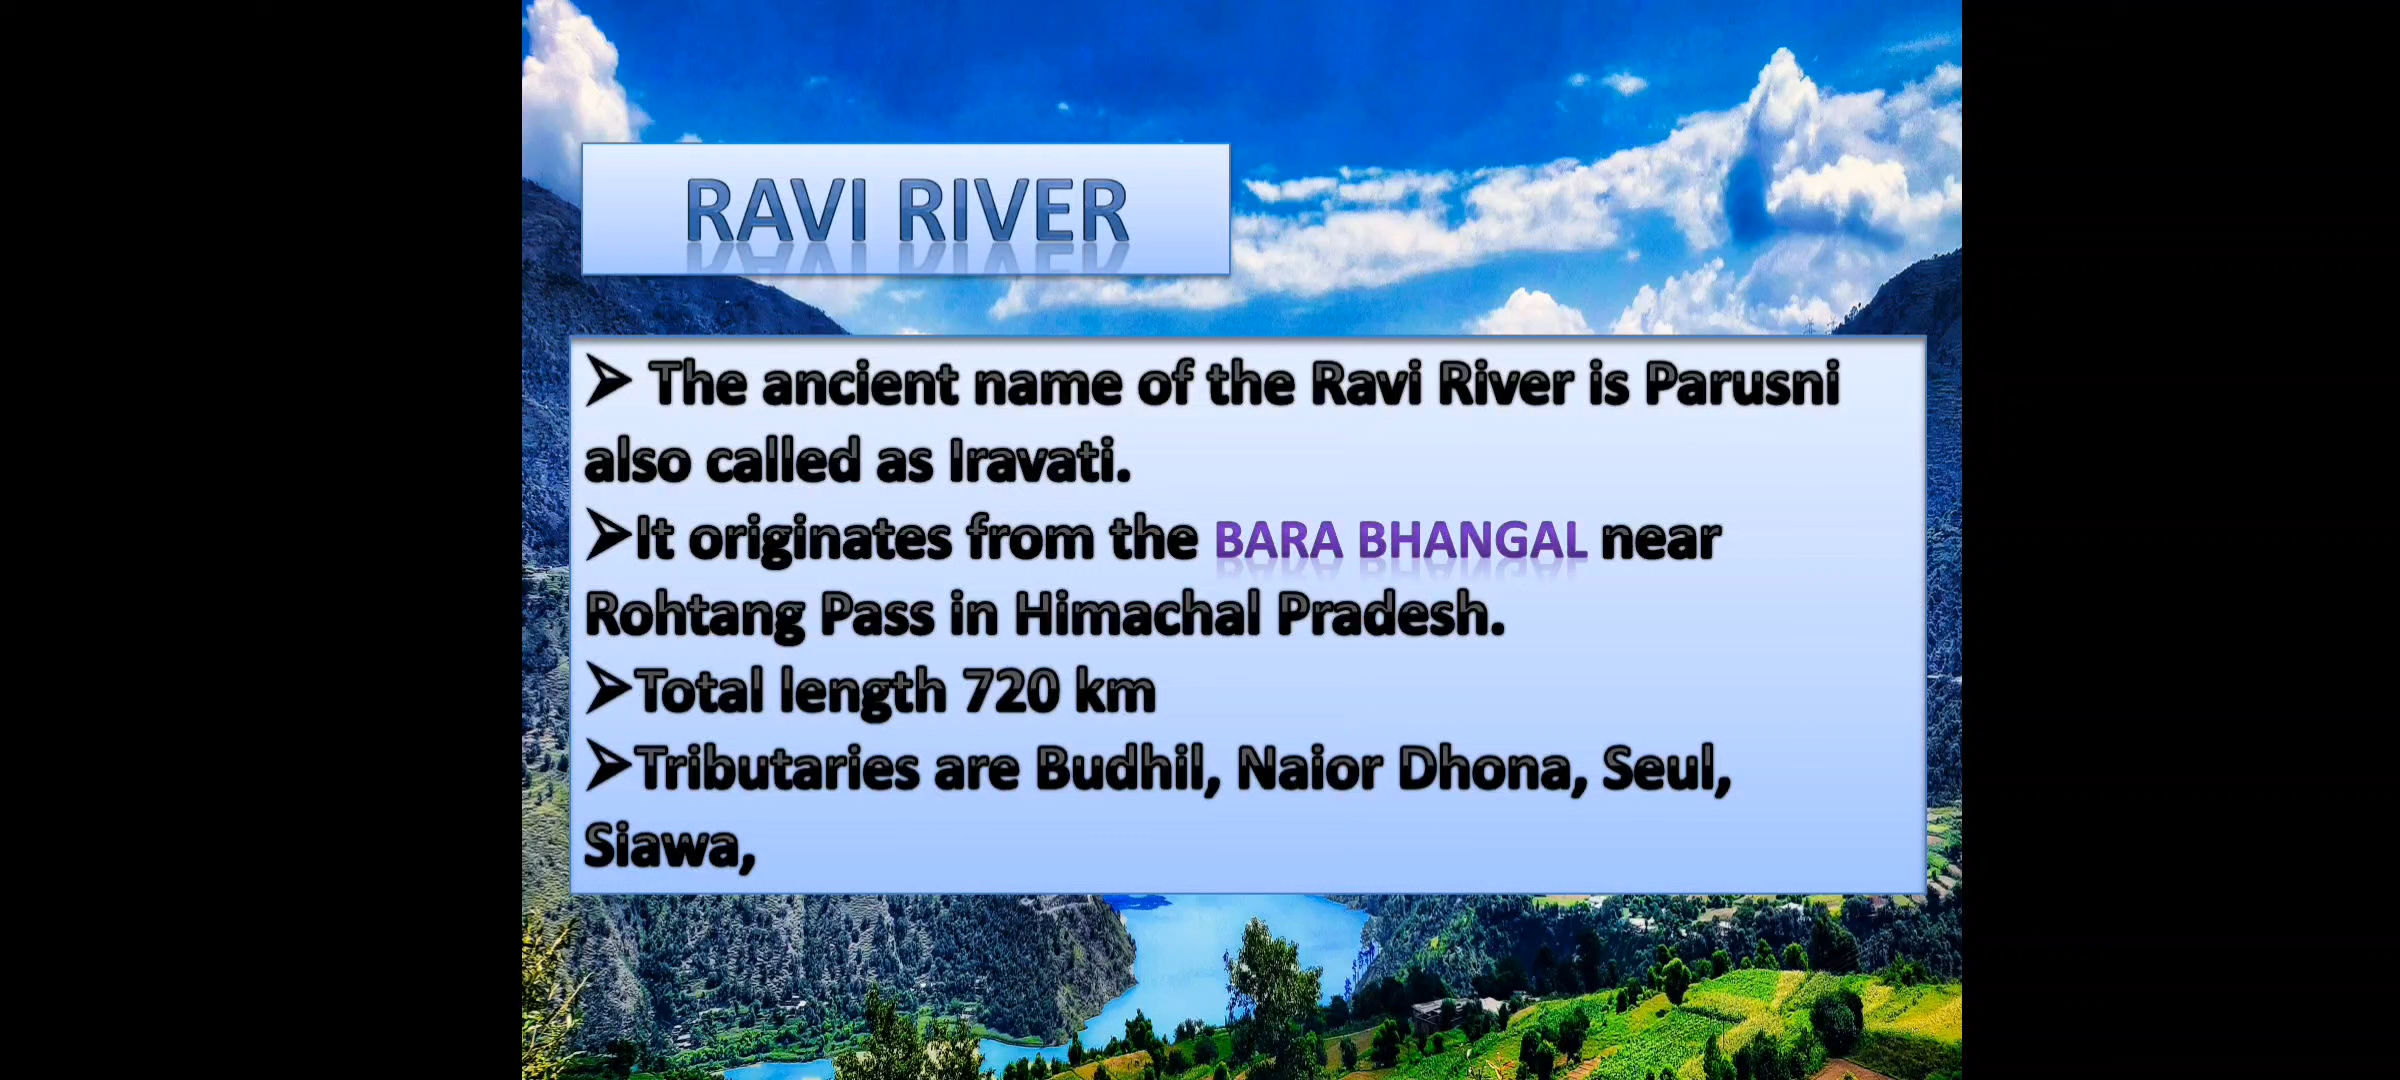 RAVI RIVER
➢ The ancient name of the Ravi River is Parusni
also called as Iravati.
➢It originates from the BARA BHANGAL near
Rohtang Pass in Himachal Pradesh.
➢Total length 720 km
➢Tributaries are Budhil, Naior Dhona, Seul,
Siawa,